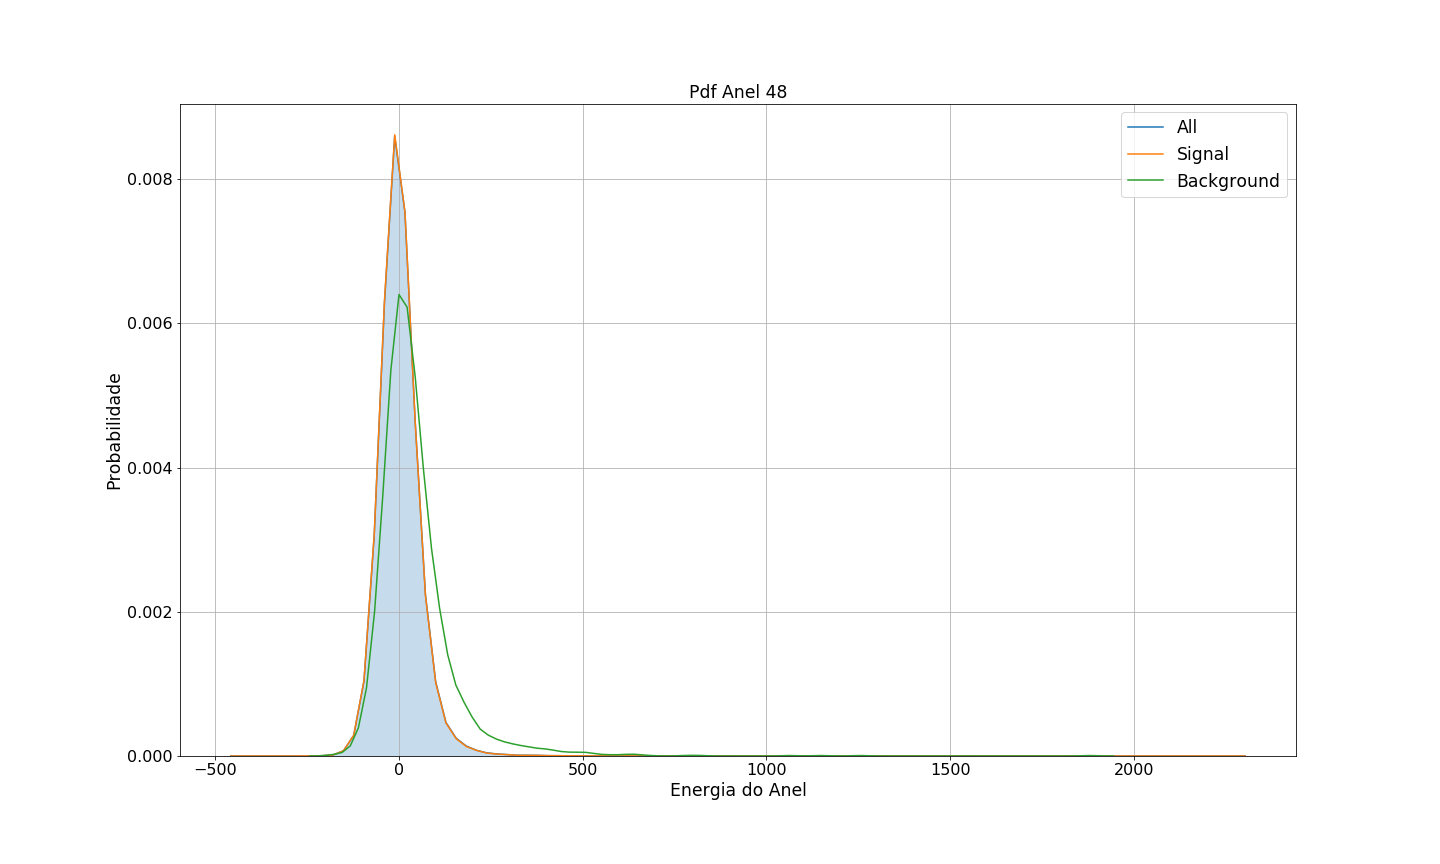 Pdf Anel 48
All
Signal
Background
0.008
0.006
0.004
0.002
0.000
Probabilidade
−500 0 500 1000 1500 2000
Energia do Anel